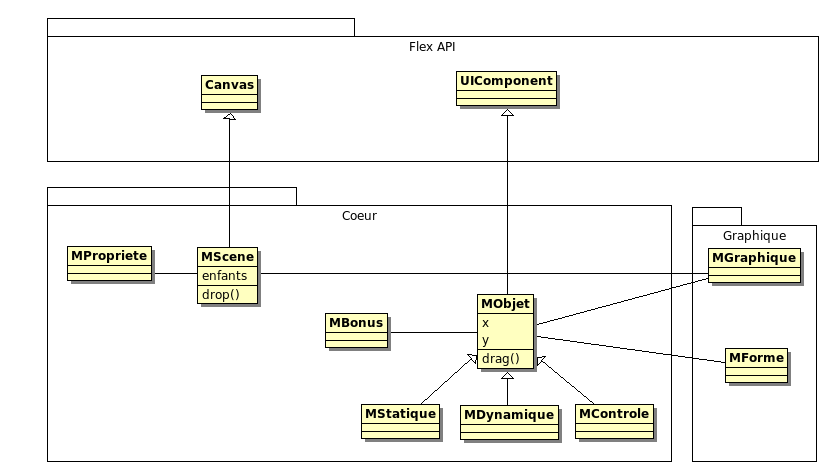 Flex API
Canvas
UIComponent
Coeur
Graphique
MPropriete
MScene
enfants
drop()
MGraphique
MBonus
MObjet
x
y
drag()
MForme
MStatique
MDynamique
MControle